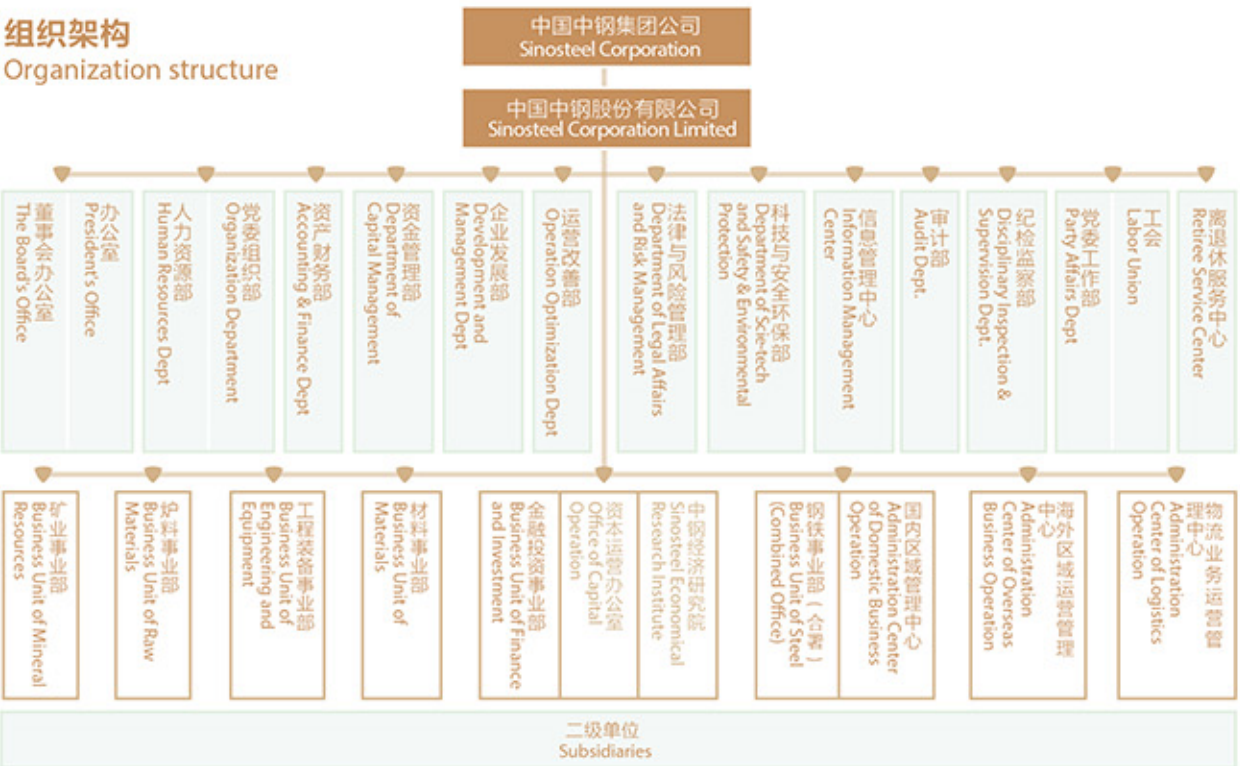 组织架构
Organization structure
中国中钢集团公司
Sinosteel Corporation
中国中钢股份有限公司
Sinosteel Corporation Limited
董事会办公室
The Board's Office
办公室
President's Office
人力资源部
Human Resources Dept
党委组织部
Organization Department
资产财务部
Accounting & Finance Dept
资金管理部
Department of
Capital Management
企业发展部
Development and
Management Dept
运营改善部
Operation Optimization Dept
法律与风险管理部
Department of Legal Affairs
and Risk Management
科技与安全环保部
Department of Scie-tech
and Safety & Environmental
Protection
信息管理中心
Information Management
Center
审计部
Audit Dept.
纪检监察部
Disciplinary Inspection &
Supervision Dept.
党委工作部
Party Affairs Dept
工会
Labor Union
离退休服务中心
Retiree Service Center
矿业事业部
Business Unit of Mineral
Resources
炉料事业部
Business Unit of Raw
Materials
工程装备事业部
Business Unit of
Engineering and
Equipment
材料事业部
Business Unit of
Materials
金融投资事业部
Business Unit of Finance
and Investment
资本运营办公室
Office of Capital
Operation
中钢经济研究院
Sinosteel Economical
Research Institute
钢铁事业部（合署）
Business Unit of Steel
(Combined Office)
国内区域管理中心
Administration Center
of Domestic Business
Operation
海外区域运营管理
中心
Administration
Center of Overseas
Business Operation
物流业务运营管
理中心
Administration
Center of Logistics
Operation
二级单位
Subsidiaries